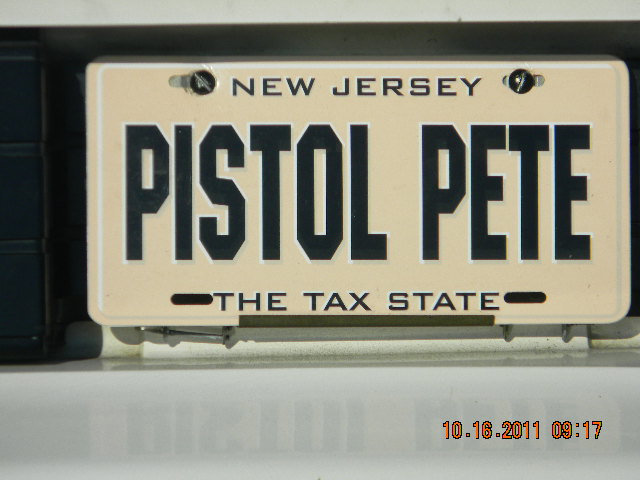 NEW JERSEY
PISTOL PETE
THE TAX STATE
10.16.2011 09:17